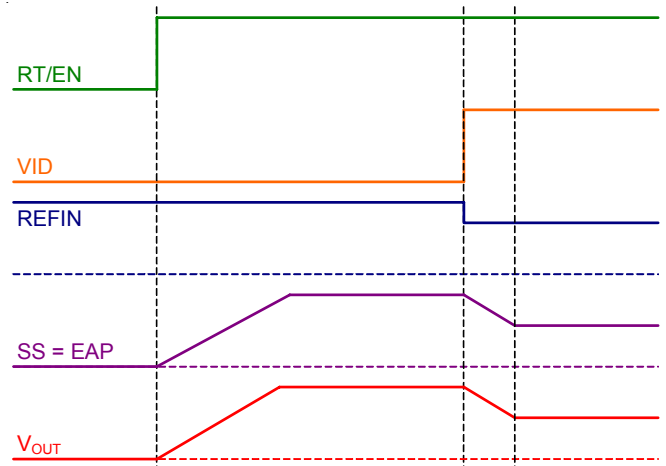 RT/EN
VID
REFIN
SS = EAP
VOUT